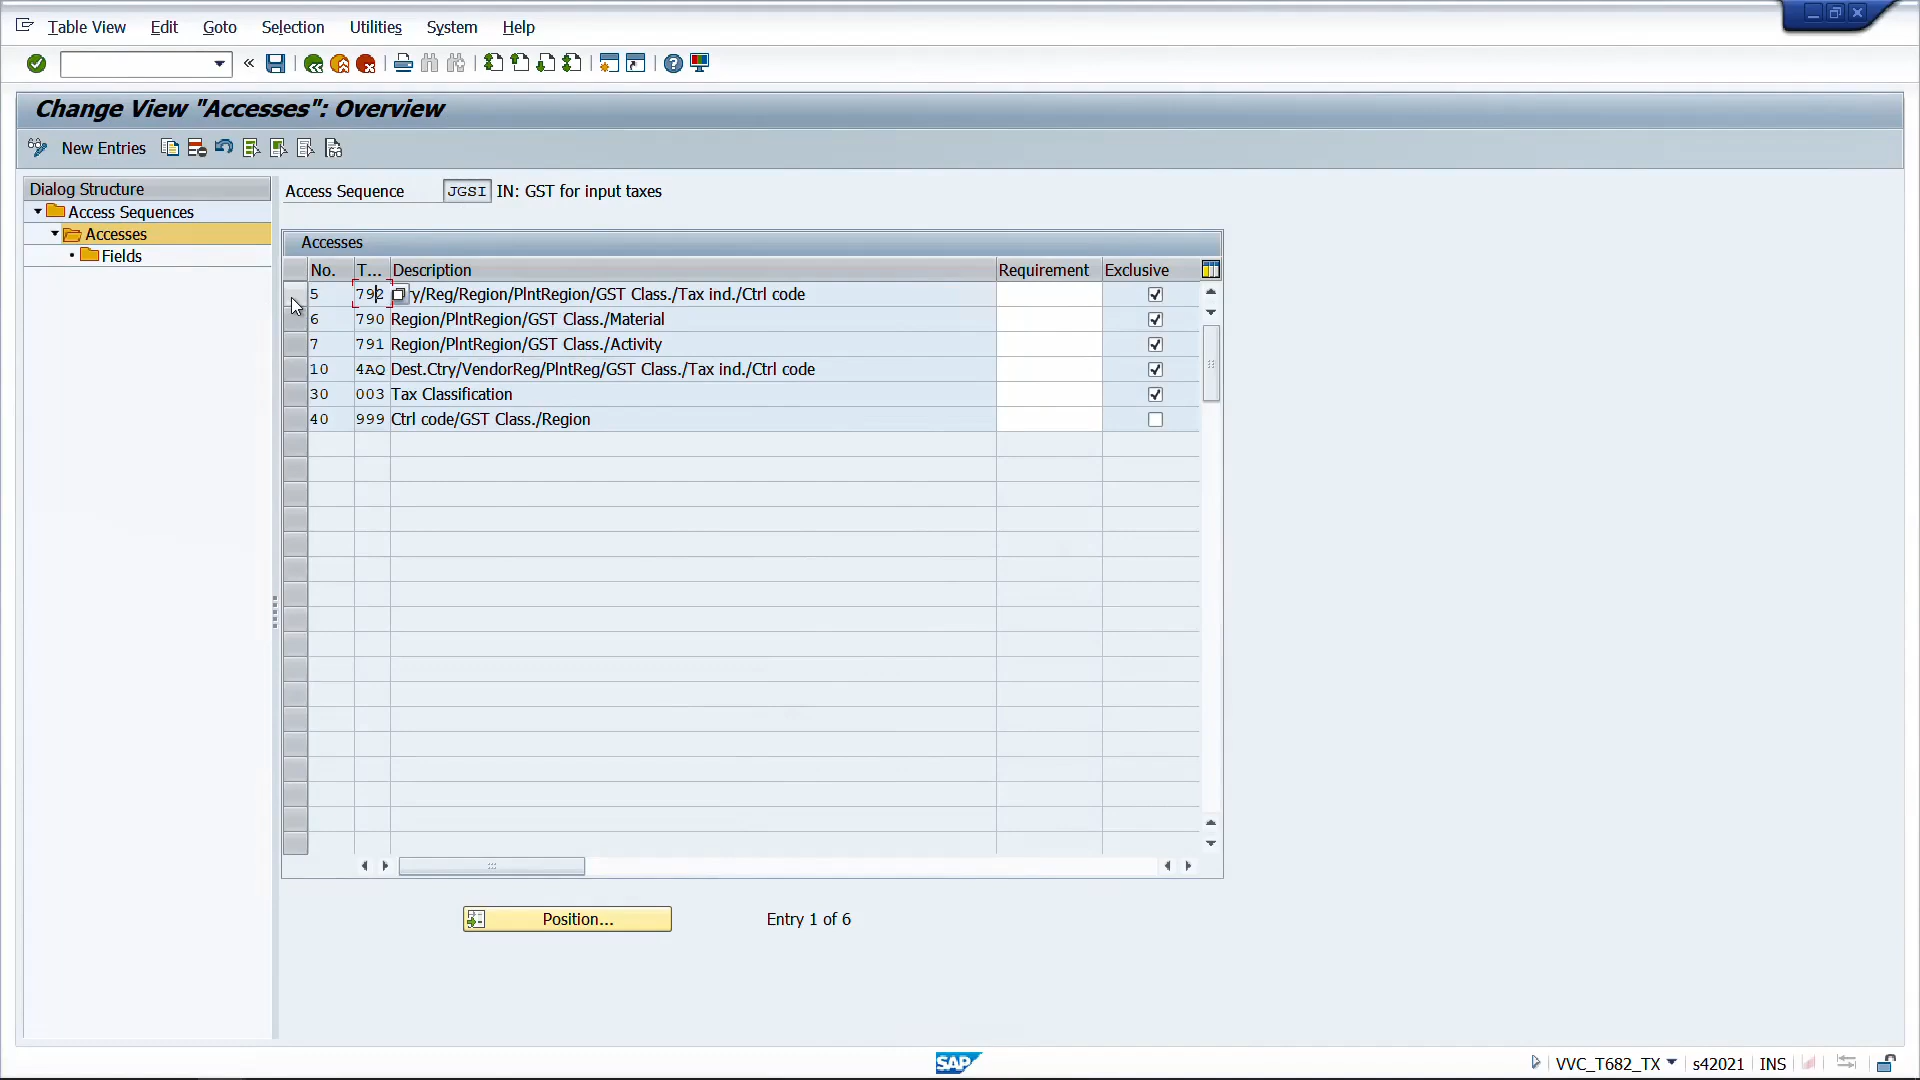 Table View Edit Goto Selection Utilities System Help
Change View "Accesses": Overview
New Entries
Dialog Structure
Access Sequences
Accesses
Fields
Access Sequence JGSI IN: GST for input taxes
Accesses
No. T... Description Requirement Exclusive
5 792 ry/Reg/Region/PlntRegion/GST Class./Tax ind./Ctrl code
6 790 Region/PlntRegion/GST Class./Material
7 791 Region/PlntRegion/GST Class./Activity
10 4AQ Dest.Ctry/VendorReg/PlntReg/GST Class./Tax ind./Ctrl code
30 003 Tax Classification
40 999 Ctrl code/GST Class./Region
Position... Entry 1 of 6
SAP VVC_T682_TX s42021 INS